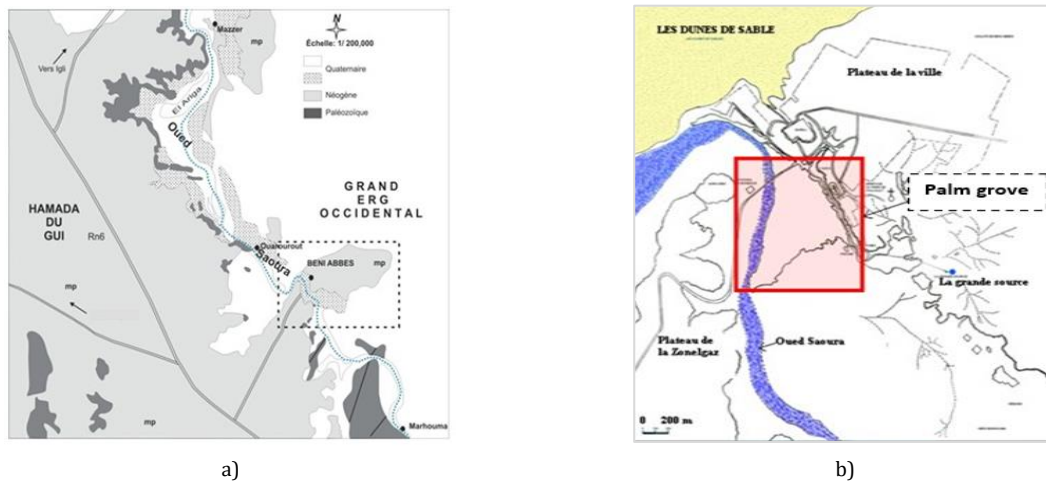 N
Échelle: 1/ 200,000
Quaternaire
Néogène
Paléozoïque
Mazzer
mp
Vers Igli
El Ariga
Oued
GRAND
ERG
OCCIDENTAL
HAMADA
DU
GUI
Rn6
Ouarourout
Saoura
BENI ABBES
mp
mp
mp
mp
Marhouma
a)
LES DUNES DE SABLE
Plateau de la ville
Palm grove
La grande source
Plateau de
la Zonelgaz
Oued Saoura
0 200 m
b)